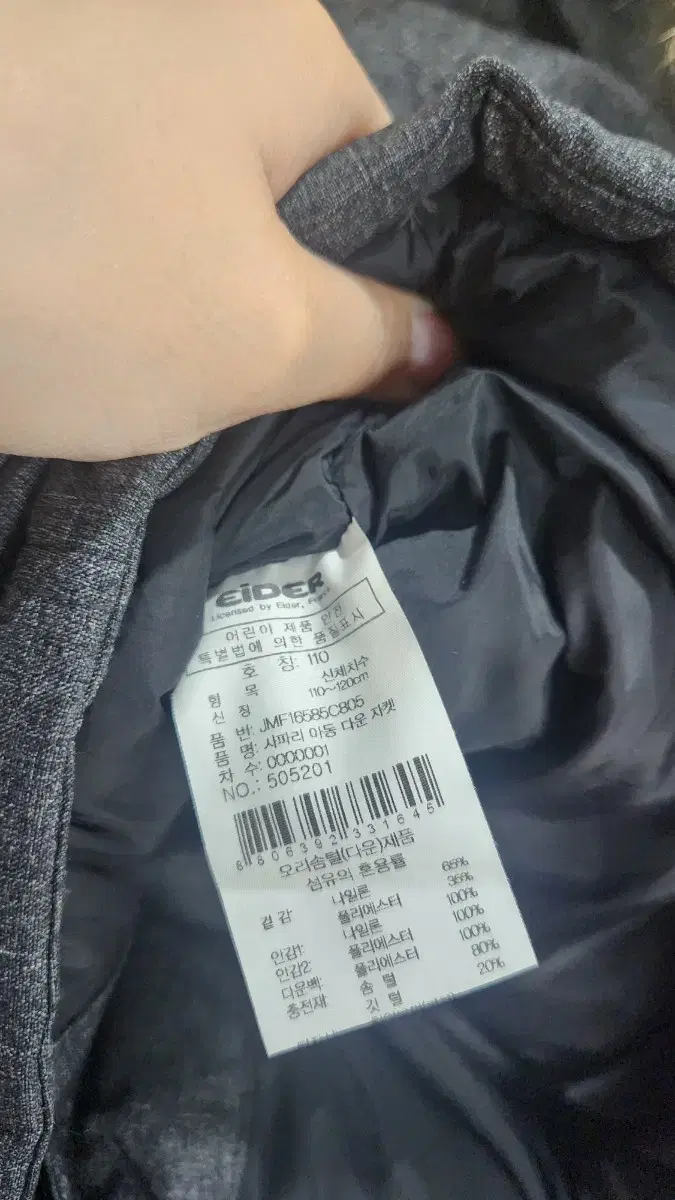 EiDER
Licensed by Eider, France
어린이 제품 안전
특별법에 의한 품질표시
호 칭: 110
항 목 신체치수
신 장 110~120cm
품 번: JMF16585C805
품 명: 사파리 아동 다운 자켓
차 수: 0000001
NO.: 505201
8806392331645
오리솜털(다운)제품
섬유의 혼용률
겉감 나일론 65%
폴리에스터 35%
안감1: 나일론 100%
안감2: 폴리에스터 100%
다운백: 폴리에스터 100%
충전재: 솜 털 80%
깃 털 20%